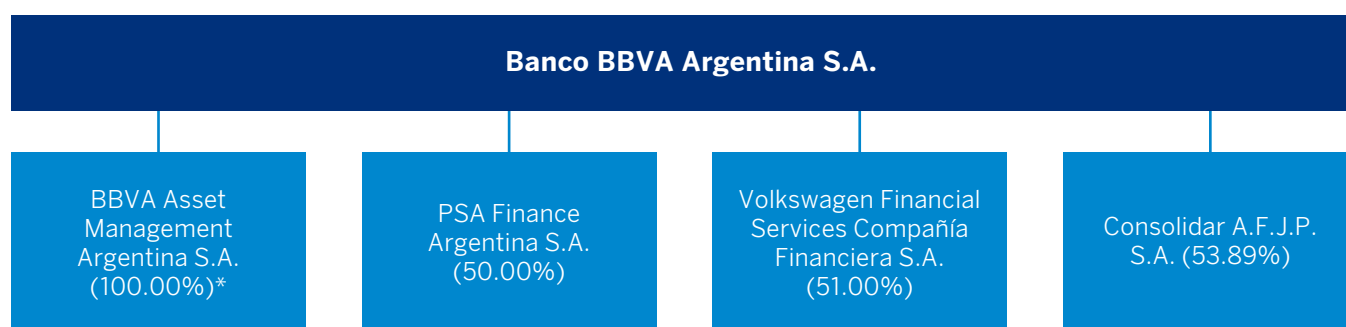 Banco BBVA Argentina S.A.
BBVA Asset
Management
Argentina S.A.
(100.00%)*
PSA Finance
Argentina S.A.
(50.00%)
Volkswagen Financial
Services Compañía
Financiera S.A.
(51.00%)
Consolidar A.F.J.P.
S.A. (53.89%)